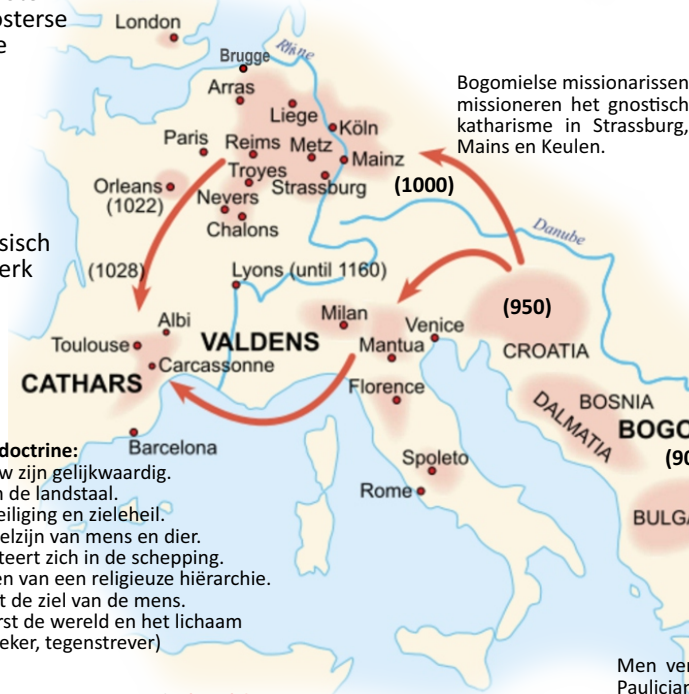 osterse
e
London
Rhine
Brugge
Arras
Liege
Köln
Paris
Reims
Metz
Mainz
Troyes
Strassburg
Orleans
(1022)
Nevers
Chalons
Bogomielse missionarissen
missioneren het gnostisch
katharisme in Strassburg,
Mains en Keulen.
(1000)
Danube
sisch
erk
(1028)
Lyons (until 1160)
(950)
Albi
Milan
Venice
Toulouse
VALDENS
Mantua
CROATIA
Carcassonne
CATHARS
Florence
BOSNIA
DALMATIA
BOGO
(90
Barcelona
Spoleto
Rome
BULGA
doctrine:
w zijn gelijkwaardig.
n de landstaal.
eiliging en zieleheil.
elzijn van mens en dier.
teert zich in de schepping.
en van een religieuze hiërarchie.
t de ziel van de mens.
rst de wereld en het lichaam
eker, tegenstrever)
Men ver
Paulician